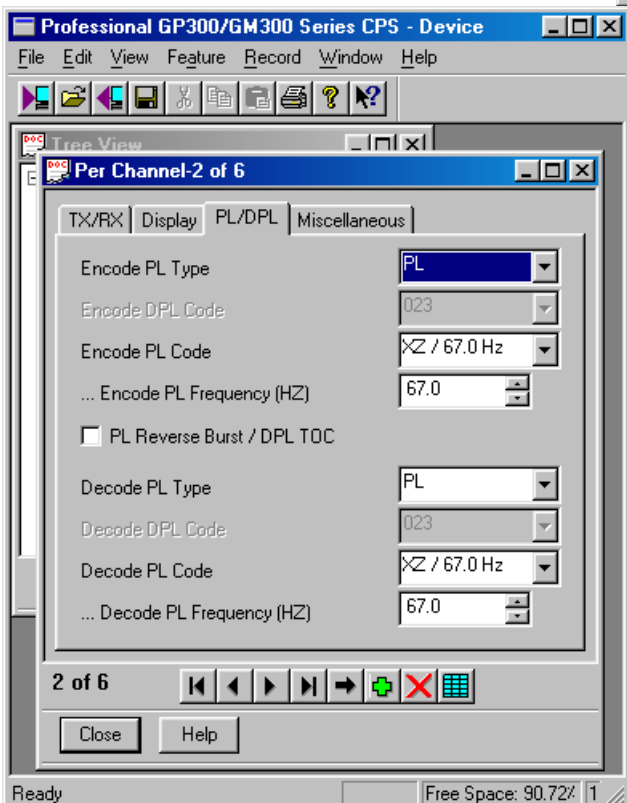 Professional GP300/GM300 Series CPS - Device
File Edit View Feature Record Window Help
DOC Tree View
DOC Per Channel-2 of 6
TX/RX Display PL/DPL Miscellaneous
Encode PL Type PL
Encode DPL Code 023
Encode PL Code XZ / 67.0 Hz
... Encode PL Frequency (HZ) 67.0
PL Reverse Burst / DPL TOC
Decode PL Type PL
Decode DPL Code 023
Decode PL Code XZ / 67.0 Hz
... Decode PL Frequency (HZ) 67.0
2 of 6
Close Help
Ready Free Space: 90.72% 1